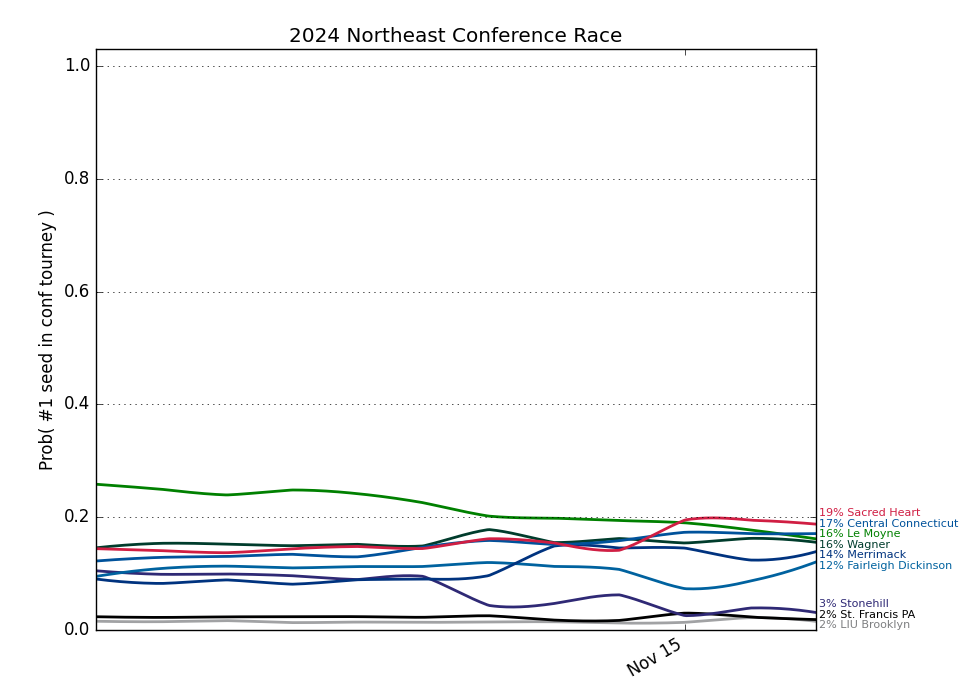 2024 Northeast Conference Race
Prob( #1 seed in conf tourney )
1.0
0.8
0.6
0.4
0.2
0.0
Nov 15
19% Sacred Heart
17% Central Connecticut
16% Le Moyne
16% Wagner
14% Merrimack
12% Fairleigh Dickinson
3% Stonehill
2% St. Francis PA
2% LIU Brooklyn